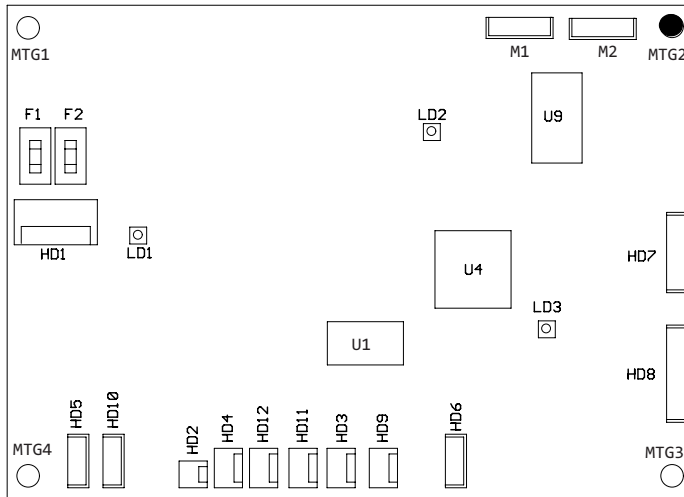 MTG1
M1
M2
MTG2
F1
F2
LD2
U9
HD1
LD1
HD7
U4
LD3
U1
HD8
HD5
HD10
HD2
HD4
HD12
HD11
HD3
HD9
HD6
MTG4
MTG3